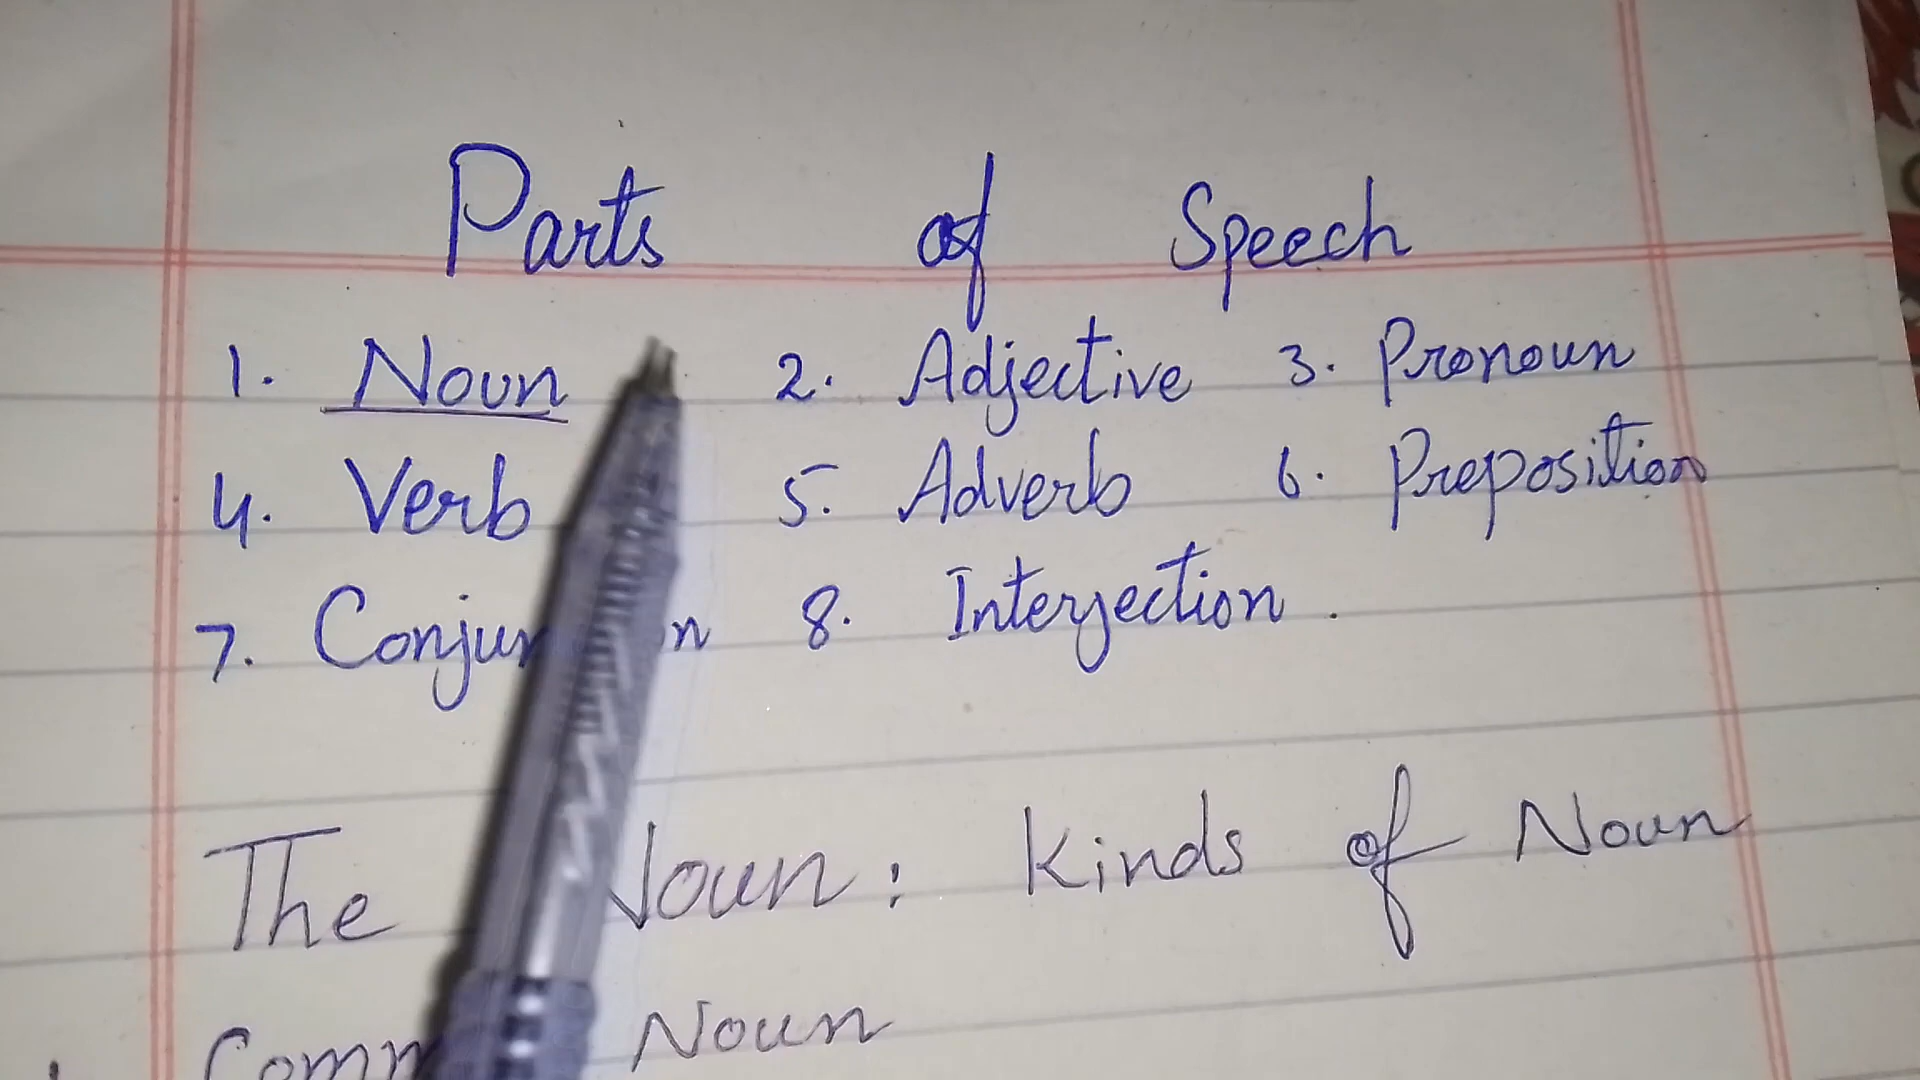 Parts of Speech
1. Noun 2. Adjective 3. Pronoun
4. Verb 5. Adverb 6. Preposition
7. 8. Interjection.
The Noun: Kinds of Noun
Noun